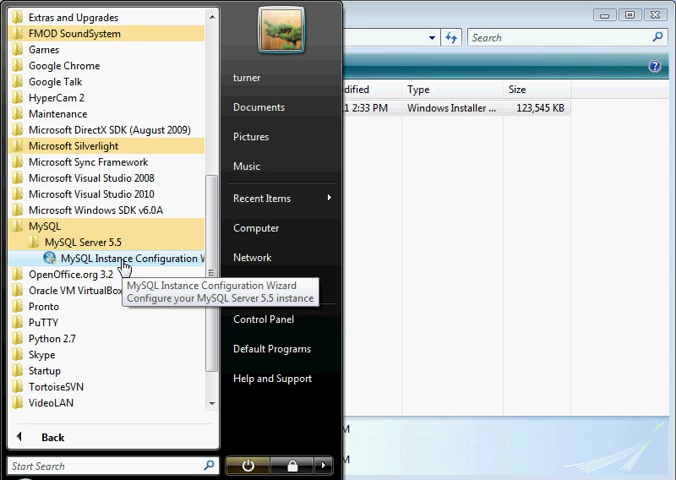 Extras and Upgrades
FMOD SoundSystem
Games
Google Chrome
Google Talk
HyperCam 2
Maintenance
Microsoft DirectX SDK (August 2009)
Microsoft Silverlight
Microsoft Sync Framework
Microsoft Visual Studio 2008
Microsoft Visual Studio 2010
Microsoft Windows SDK v6.0A
MySQL
MySQL Server 5.5
MySQL Instance Configuration W
OpenOffice.org 3.2
Oracle VM VirtualBox
Pronto
PuTTY
Python 2.7
Skype
Startup
TortoiseSVN
VideoLAN
Back
Start Search
MySQL Instance Configuration Wizard
Configure your MySQL Server 5.5 instance
turner
Documents
Pictures
Music
Recent Items
Computer
Network
Control Panel
Default Programs
Help and Support
Search
dified Type Size
1 2:33 PM Windows Installer ... 123,545 KB
M
M